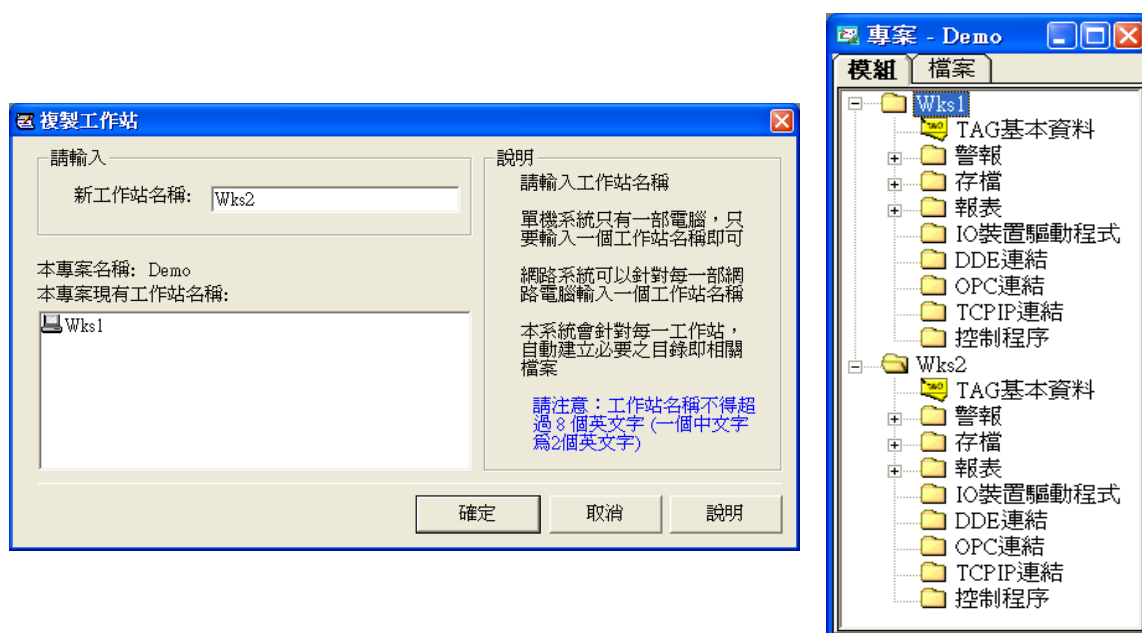 複製工作站
請輸入
新工作站名稱: Wks2
本專案名稱: Demo
本專案現有工作站名稱:
Wks1
說明
請輸入工作站名稱
單機系統只有一部電腦，只
要輸入一個工作站名稱即可
網路系統可以針對每一部網
路電腦輸入一個工作站名稱
本系統會針對每一工作站，
自動建立必要之目錄即相關
檔案
請注意：工作站名稱不得超
過 8 個英文字 (一個中文字
為2個英文字)
確定
取消
說明
專案 - Demo
模組
檔案
Wks1
TAG基本資料
警報
存檔
報表
IO裝置驅動程式
DDE連結
OPC連結
TCPIP連結
控制程序
Wks2
TAG基本資料
警報
存檔
報表
IO裝置驅動程式
DDE連結
OPC連結
TCPIP連結
控制程序